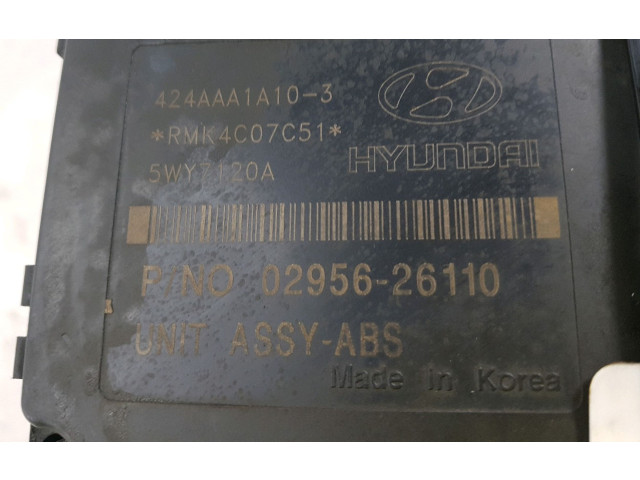 424AAA1A10-3
*RMK4C07C51*
5WY7120A
HYUNDAI
P/NO 02956-26110
UNIT ASSY-ABS
Made in Korea